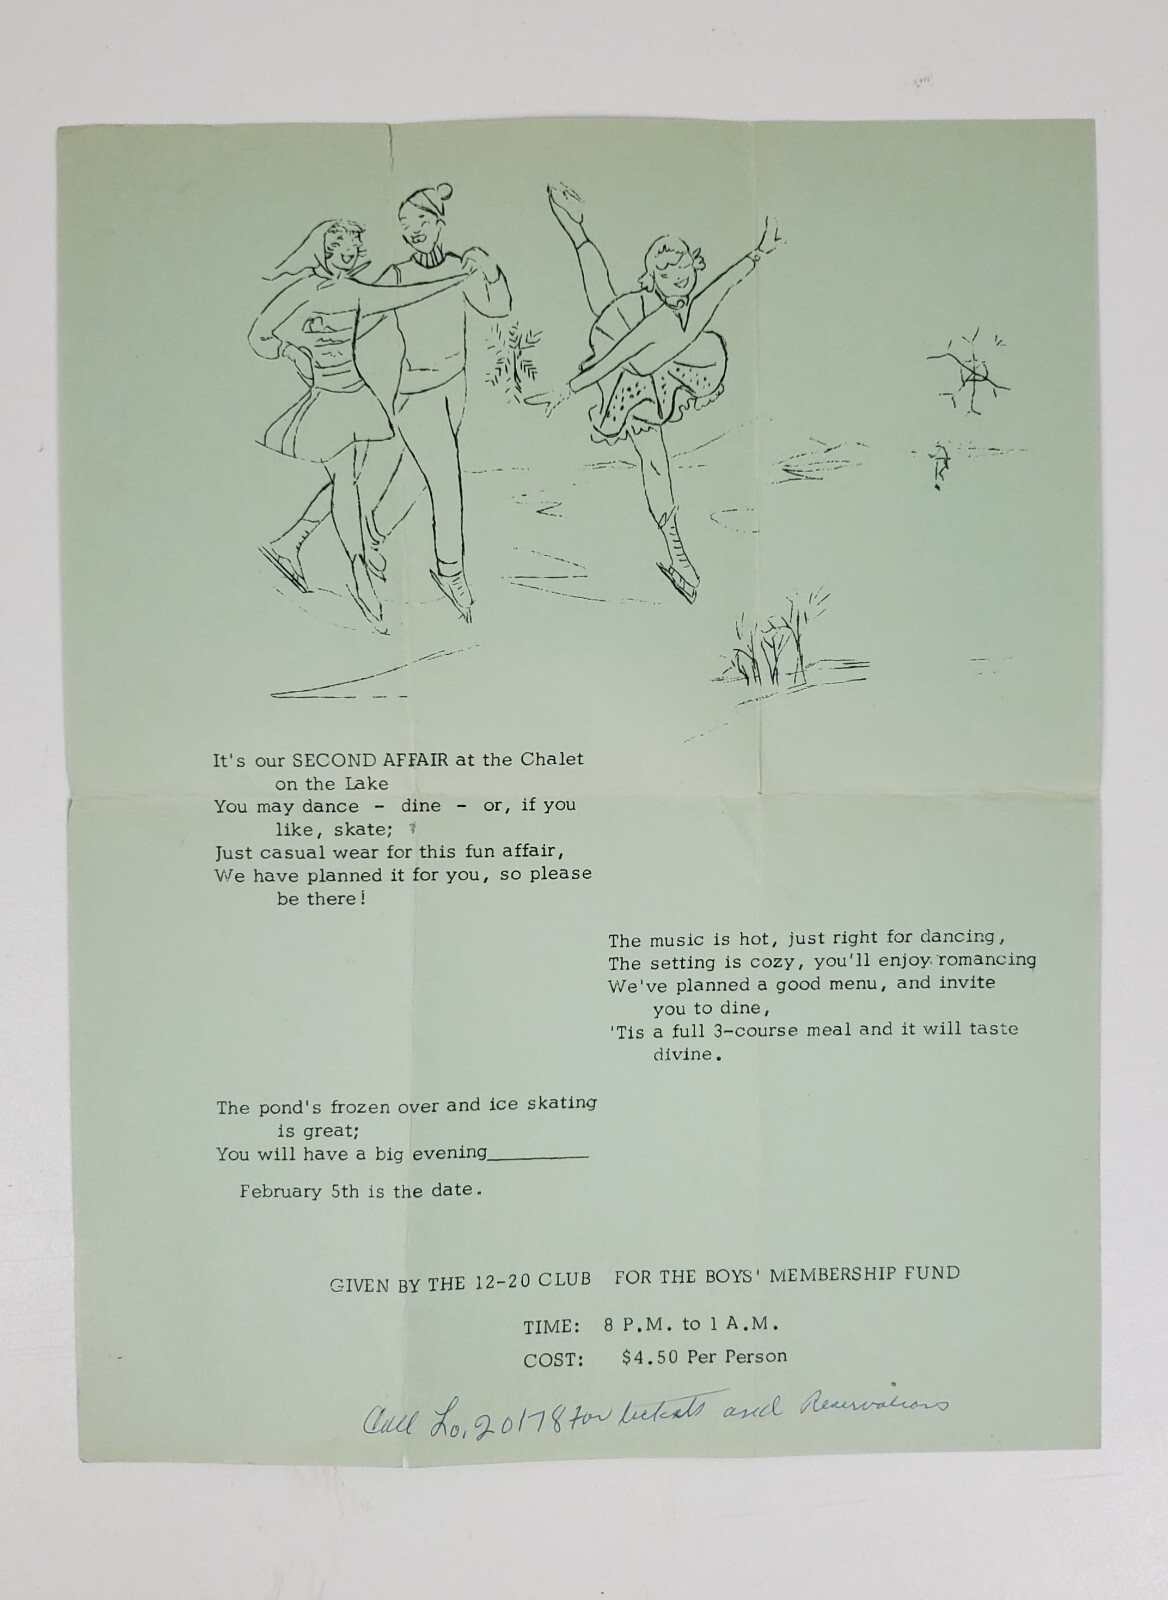 It's our SECOND AFFAIR at the Chalet
on the Lake
You may dance - dine - or, if you
like, skate;
Just casual wear for this fun affair,
We have planned it for you, so please
be there!
The music is hot, just right for dancing,
The setting is cozy, you'll enjoy romancing
We've planned a good menu, and invite
you to dine,
'Tis a full 3-course meal and it will taste
divine.
The pond's frozen over and ice skating
is great;
You will have a big evening__________
February 5th is the date.
GIVEN BY THE 12-20 CLUB FOR THE BOYS' MEMBERSHIP FUND
TIME: 8 P.M. to 1 A.M.
COST: $4.50 Per Person
Call Lo, 20178 For tickets and Reservations